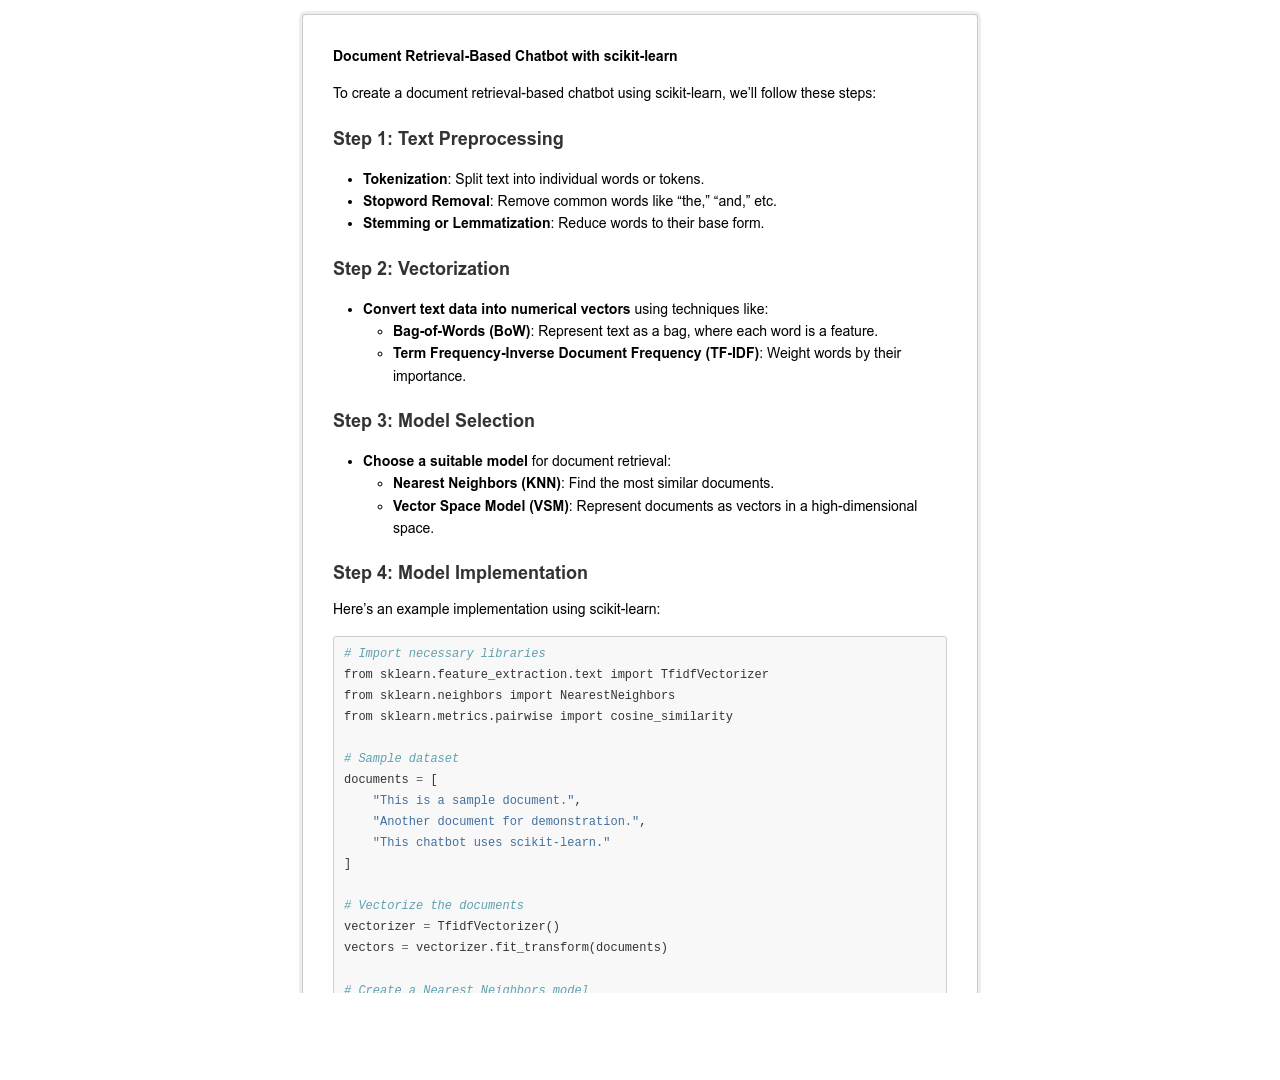 Document Retrieval-Based Chatbot with scikit-learn
To create a document retrieval-based chatbot using scikit-learn, we’ll follow these steps:
Step 1: Text Preprocessing
• Tokenization: Split text into individual words or tokens.
• Stopword Removal: Remove common words like “the,” “and,” etc.
• Stemming or Lemmatization: Reduce words to their base form.
Step 2: Vectorization
• Convert text data into numerical vectors using techniques like:
◦ Bag-of-Words (BoW): Represent text as a bag, where each word is a feature.
◦ Term Frequency-Inverse Document Frequency (TF-IDF): Weight words by their
importance.
Step 3: Model Selection
• Choose a suitable model for document retrieval:
◦ Nearest Neighbors (KNN): Find the most similar documents.
◦ Vector Space Model (VSM): Represent documents as vectors in a high-dimensional
space.
Step 4: Model Implementation
Here’s an example implementation using scikit-learn:
# Import necessary libraries
from sklearn.feature_extraction.text import TfidfVectorizer
from sklearn.neighbors import NearestNeighbors
from sklearn.metrics.pairwise import cosine_similarity
# Sample dataset
documents = [
    "This is a sample document.",
    "Another document for demonstration.",
    "This chatbot uses scikit-learn."
]
# Vectorize the documents
vectorizer = TfidfVectorizer()
vectors = vectorizer.fit_transform(documents)
# Create a Nearest Neighbors model